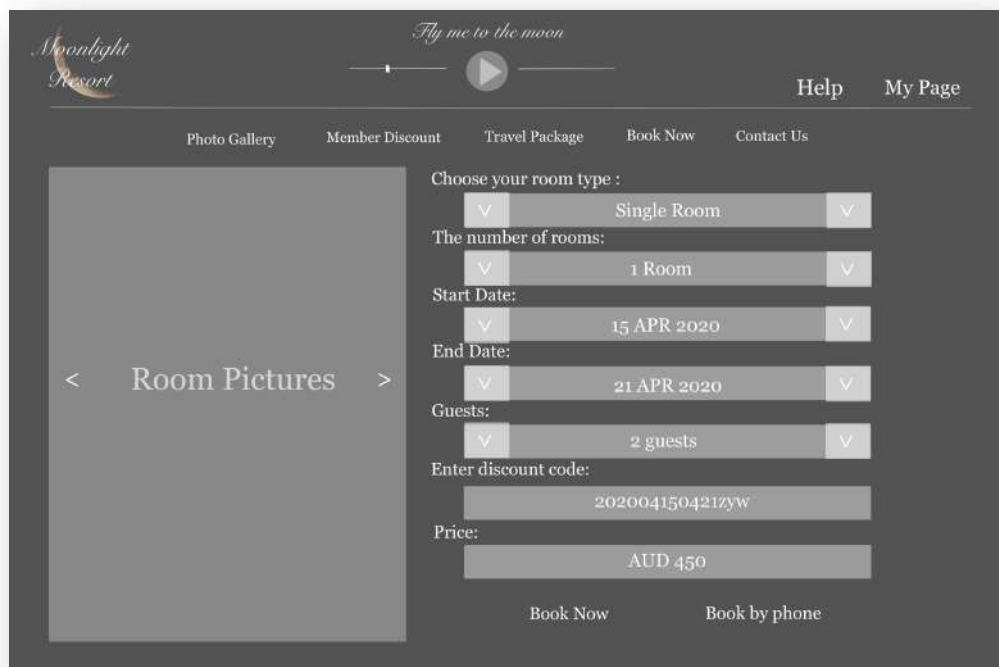 Moonlight
Resort
Fly me to the moon
Help My Page
Photo Gallery Member Discount Travel Package Book Now Contact Us
Choose your room type :
V Single Room V
The number of rooms:
V 1 Room V
Start Date:
V 15 APR 2020 V
End Date:
V 21 APR 2020 V
< Room Pictures >
Guests:
V 2 guests V
Enter discount code:
202004150421zyw
Price:
AUD 450
Book Now Book by phone